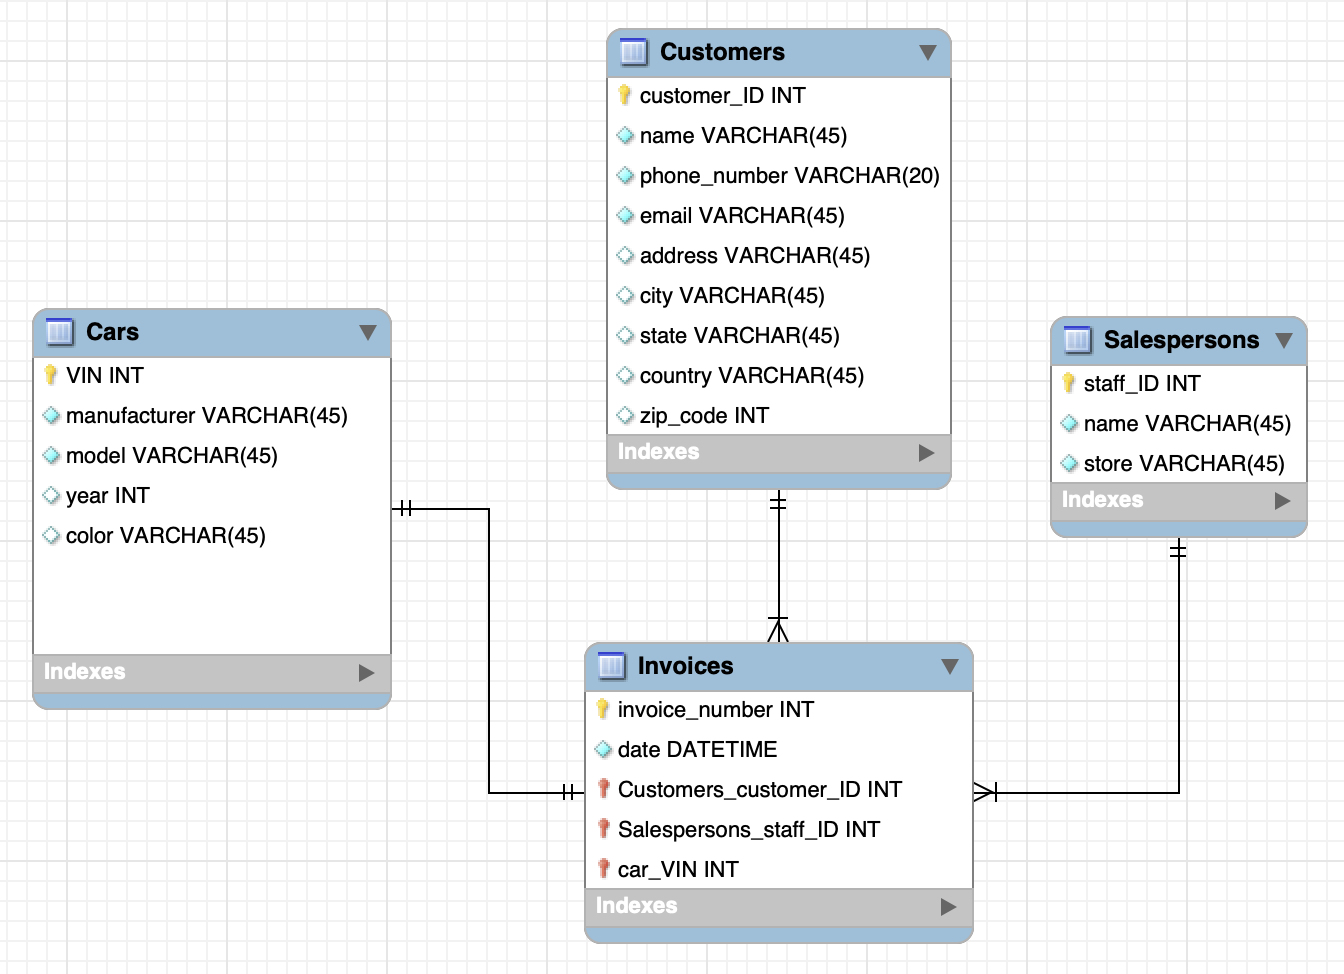 Customers
customer_ID INT
name VARCHAR(45)
phone_number VARCHAR(20)
email VARCHAR(45)
address VARCHAR(45)
city VARCHAR(45)
state VARCHAR(45)
country VARCHAR(45)
zip_code INT
Indexes
Cars
VIN INT
manufacturer VARCHAR(45)
model VARCHAR(45)
year INT
color VARCHAR(45)
Indexes
Salespersons
staff_ID INT
name VARCHAR(45)
store VARCHAR(45)
Indexes
Invoices
invoice_number INT
date DATETIME
Customers_customer_ID INT
Salespersons_staff_ID INT
car_VIN INT
Indexes